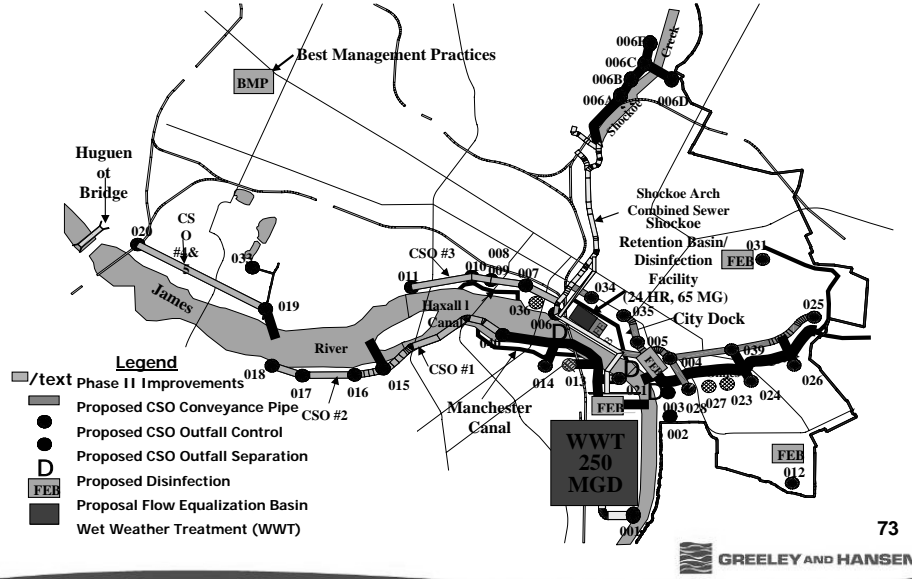 006E
006C
006B
006A
006D
Creek
Shockoe
Best Management Practices
BMP
Huguen
ot
Bridge
Shockoe Arch
Combined Sewer
Shockoe
Retention Basin/
Disinfection
Facility
(24 HR, 65 MG)
FEB
031
020
CS
O
#4&
5
033
CSO #3
011
010
008
009
007
036
006
034
035
City Dock
025
019
James
River
Haxall l
Canal
040
D
005
004
039
018
017
016
015
CSO #2
CSO #1
014
013
D
021
D
003
028
027
023
024
026
002
Manchester
Canal
FEB
WWT
250
MGD
FEB
012
001
Legend
/text Phase II Improvements
Proposed CSO Conveyance Pipe
Proposed CSO Outfall Control
Proposed CSO Outfall Separation
D
Proposed Disinfection
FEB
Proposal Flow Equalization Basin
Wet Weather Treatment (WWT)
73
GREELEY AND HANSEN